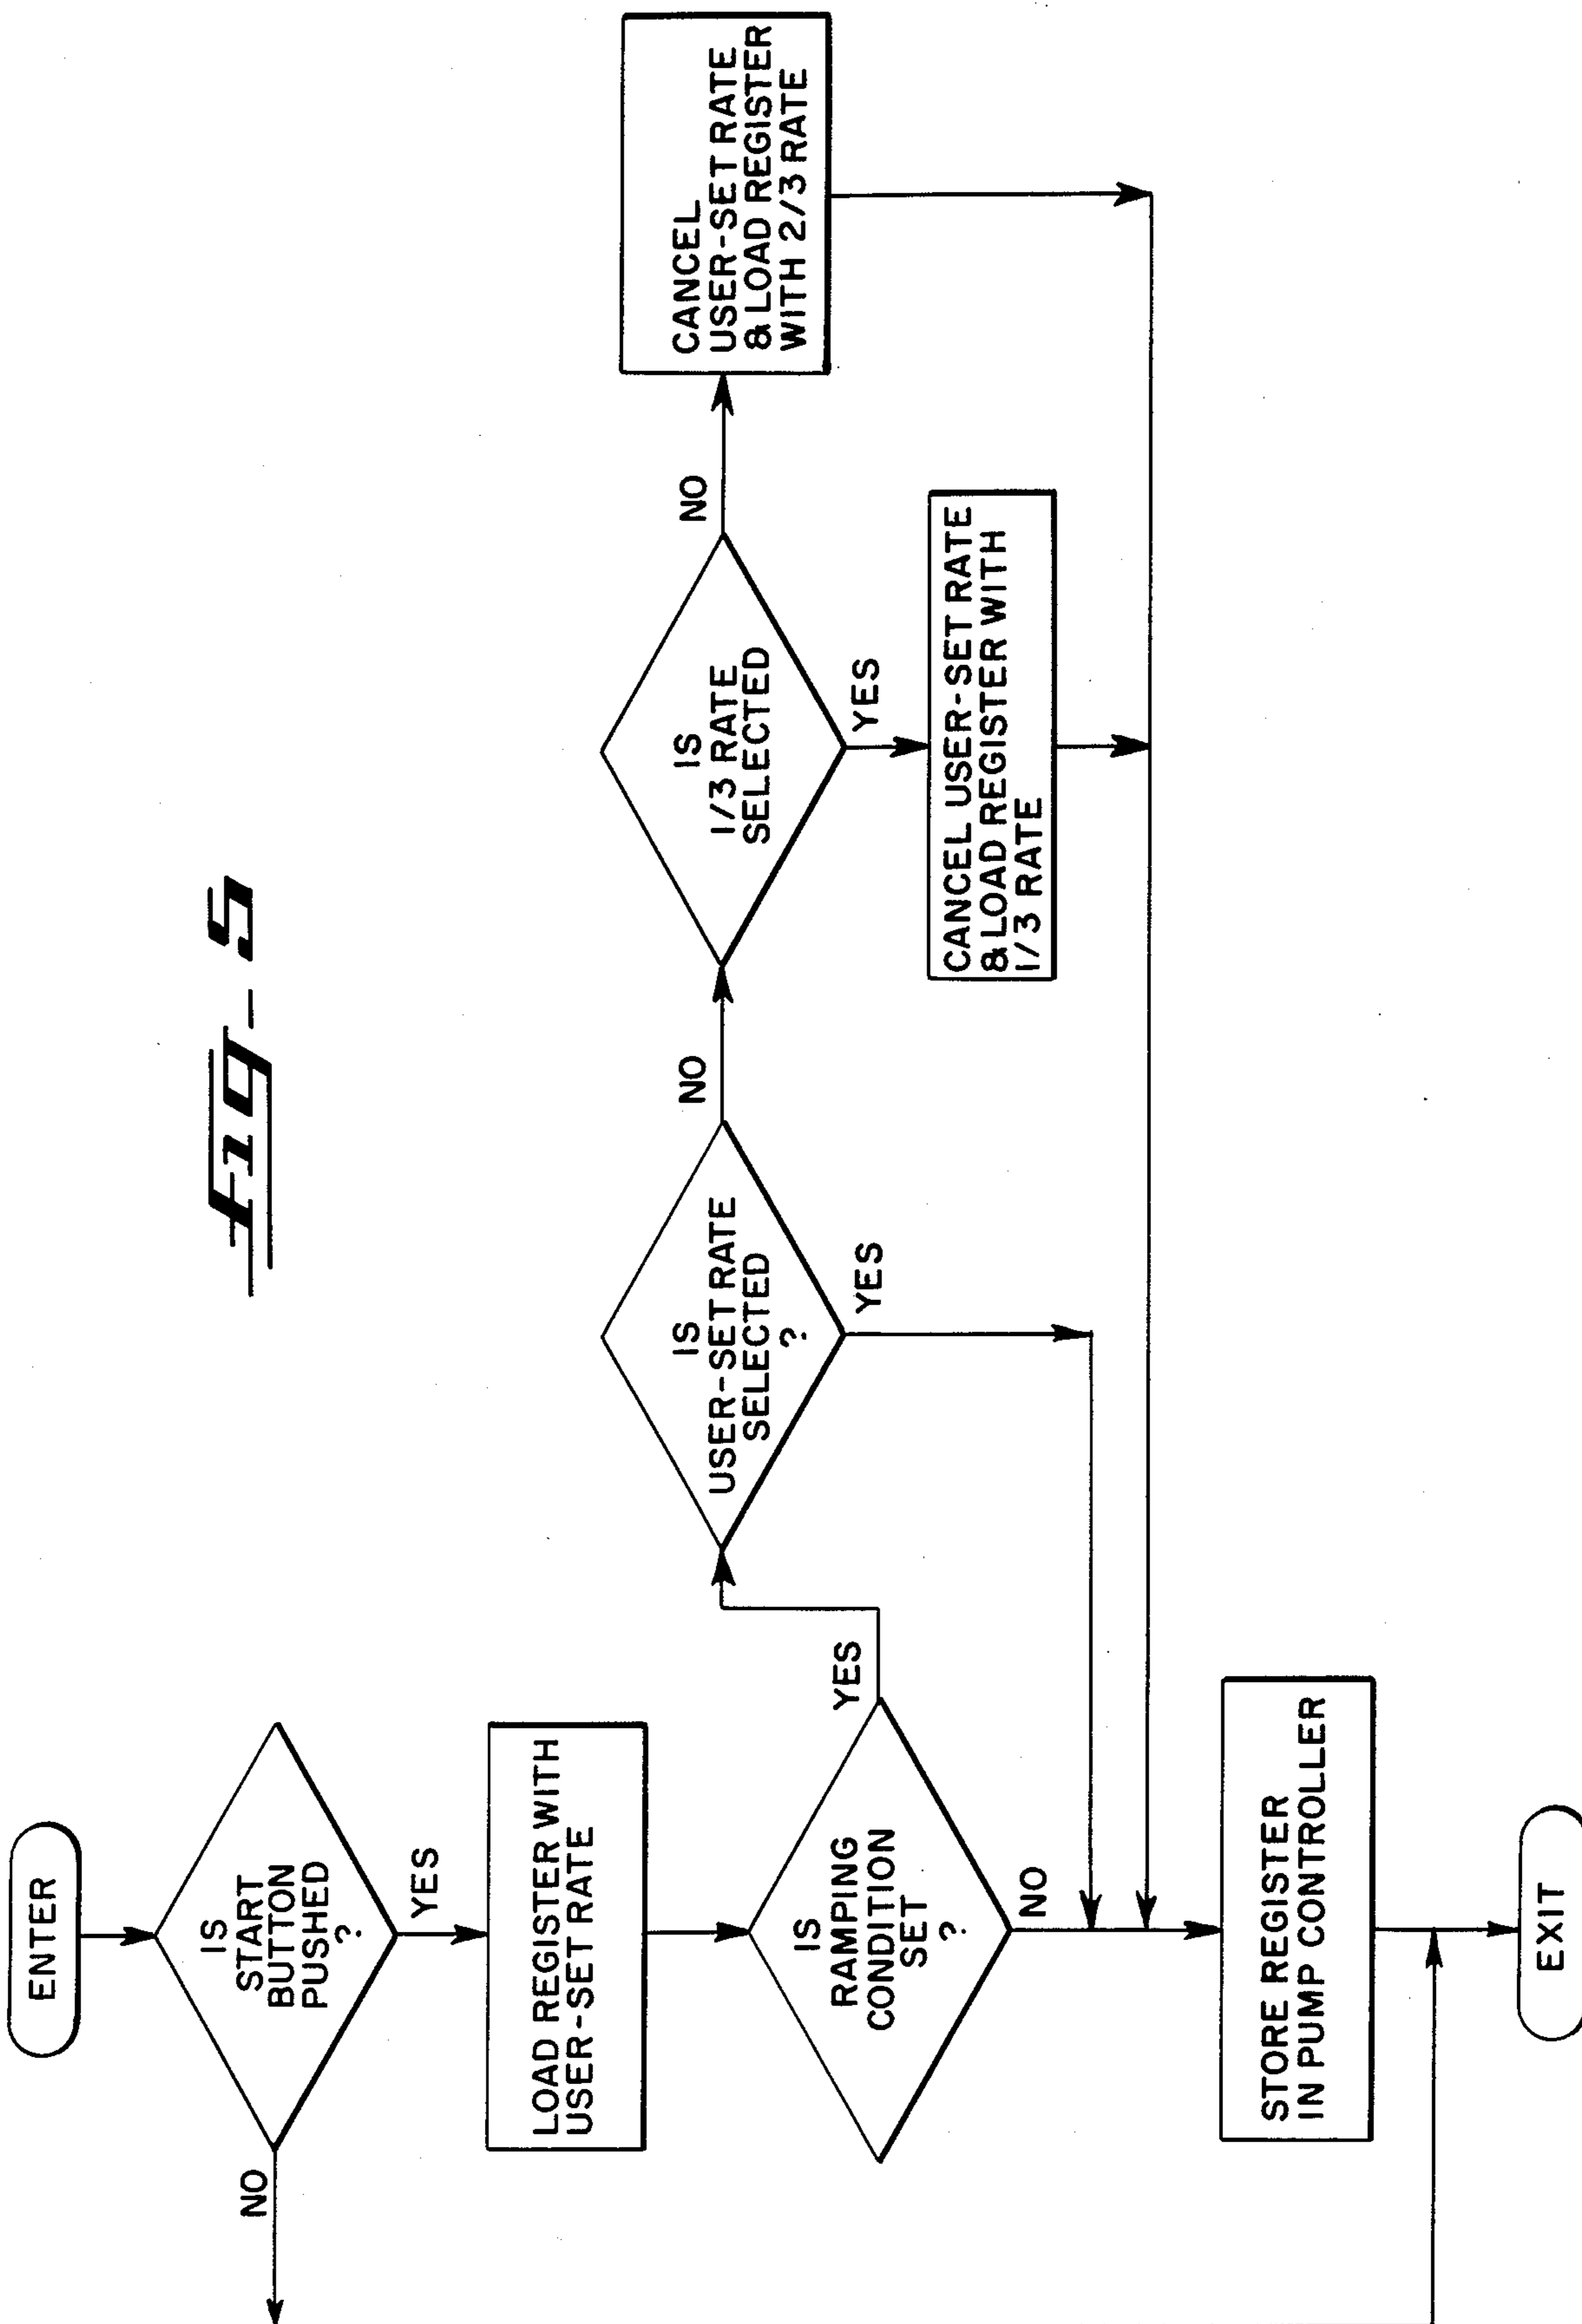 Fig-5
ENTER
IS
START
BUTTON
PUSHED
?
NO
YES
LOAD REGISTER WITH
USER-SET RATE
IS
RAMPING
CONDITION
SET
?
YES
NO
IS
USER-SET RATE
SELECTED
?
NO
YES
IS
1/3 RATE
SELECTED
NO
YES
CANCEL
USER-SET RATE
& LOAD REGISTER
WITH 2/3 RATE
CANCEL USER-SET RATE
& LOAD REGISTER WITH
1/3 RATE
STORE REGISTER
IN PUMP CONTROLLER
EXIT